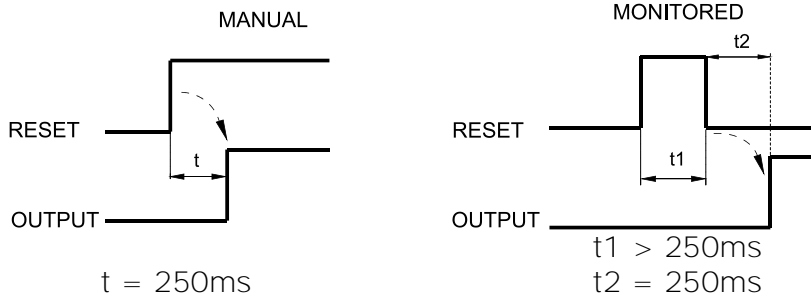 MANUAL
RESET
t
OUTPUT
t = 250ms
MONITORED
t2
RESET
t1
OUTPUT
t1 > 250ms
t2 = 250ms